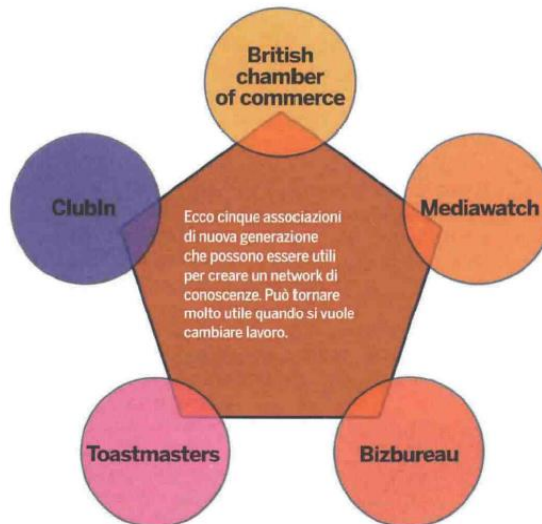 British
chamber
of commerce
ClubIn
Mediawatch
Ecco cinque associazioni
di nuova generazione
che possono essere utili
per creare un network di
conoscenze. Può tornare
molto utile quando si vuole
cambiare lavoro.
Toastmasters
Bizbureau